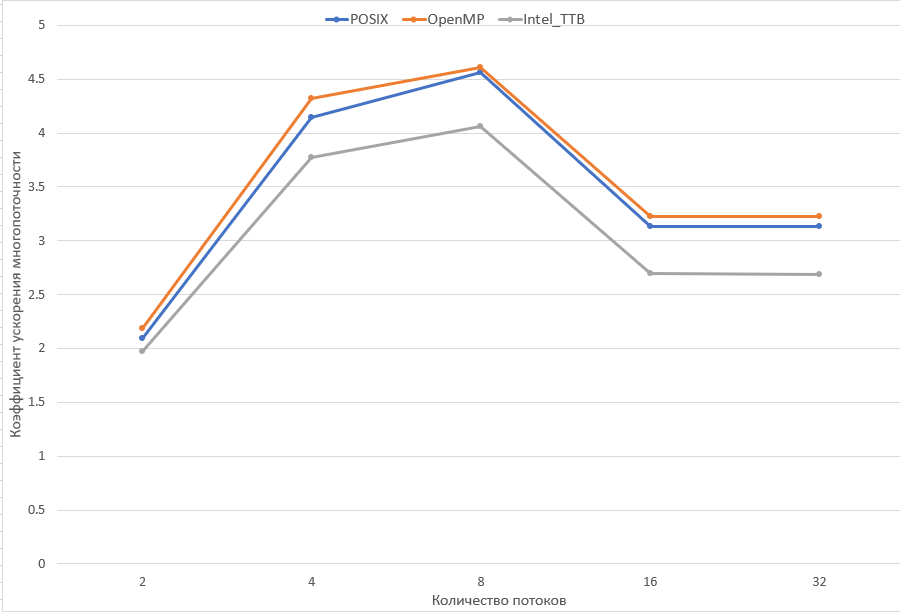 POSIX OpenMP Intel_TTB
5
4.5
4
3.5
3
2.5
2
1.5
1
0.5
0
Коэффициент ускорения многопоточности
2 4 8 16 32
Количество потоков